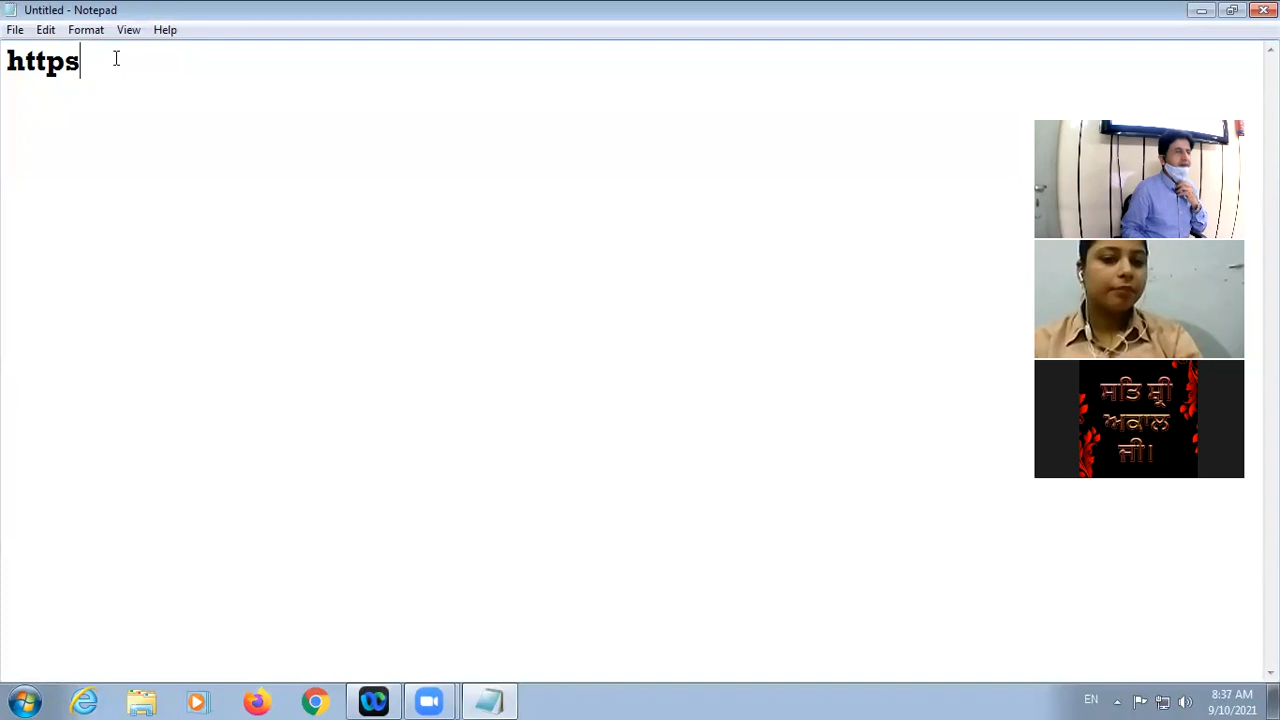 Untitled - Notepad
File Edit Format View Help
https
ਸਤਿ ਸ਼੍ਰੀ
ਅਕਾਲ
ਜੀ।
EN
8:37 AM
9/10/2021